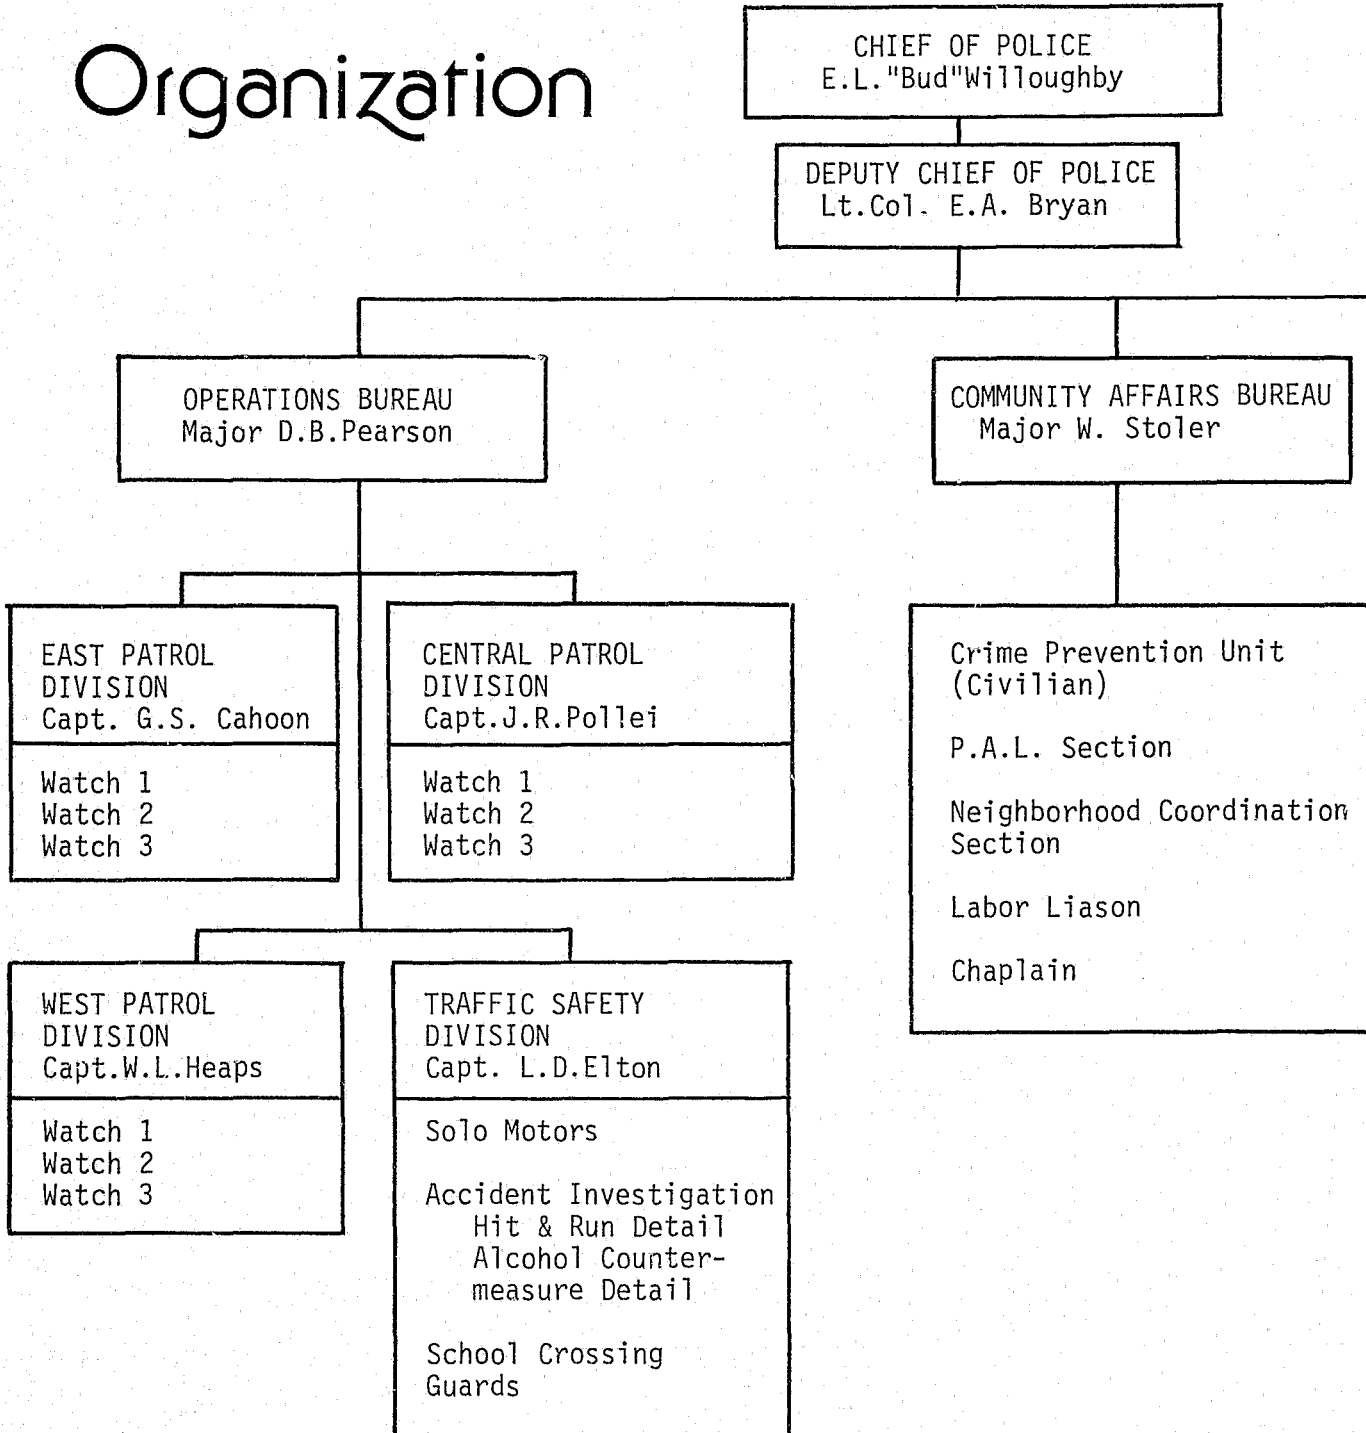 Organization
CHIEF OF POLICE
E.L."Bud"Willoughby
DEPUTY CHIEF OF POLICE
Lt.Col. E.A. Bryan
OPERATIONS BUREAU
Major D.B.Pearson
COMMUNITY AFFAIRS BUREAU
Major W. Stoler
EAST PATROL
DIVISION
Capt. G.S. Cahoon
Watch 1
Watch 2
Watch 3
CENTRAL PATROL
DIVISION
Capt.J.R.Pollei
Watch 1
Watch 2
Watch 3
Crime Prevention Unit
(Civilian)
P.A.L. Section
Neighborhood Coordination
Section
Labor Liason
Chaplain
WEST PATROL
DIVISION
Capt.W.L.Heaps
Watch 1
Watch 2
Watch 3
TRAFFIC SAFETY
DIVISION
Capt. L.D.Elton
Solo Motors
Accident Investigation
Hit & Run Detail
Alcohol Counter-
measure Detail
School Crossing
Guards